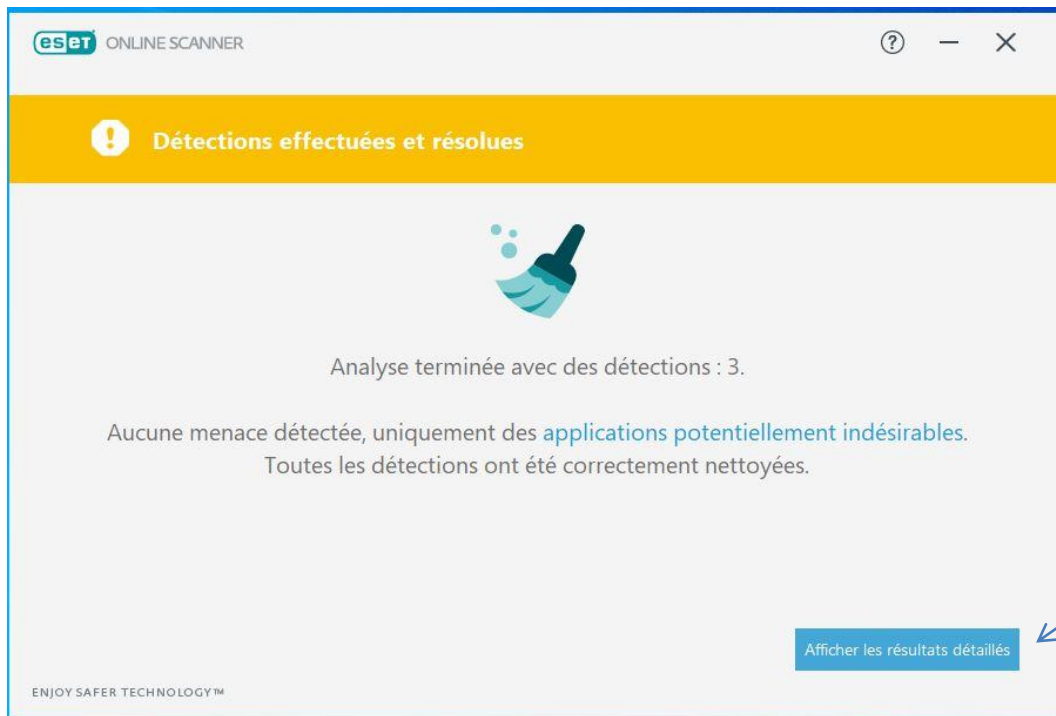 eseT ONLINE SCANNER
Détections effectuées et résolues
Analyse terminée avec des détections : 3.
Aucune menace détectée, uniquement des applications potentiellement indésirables.
Toutes les détections ont été correctement nettoyées.
Afficher les résultats détaillés
ENJOY SAFER TECHNOLOGY™